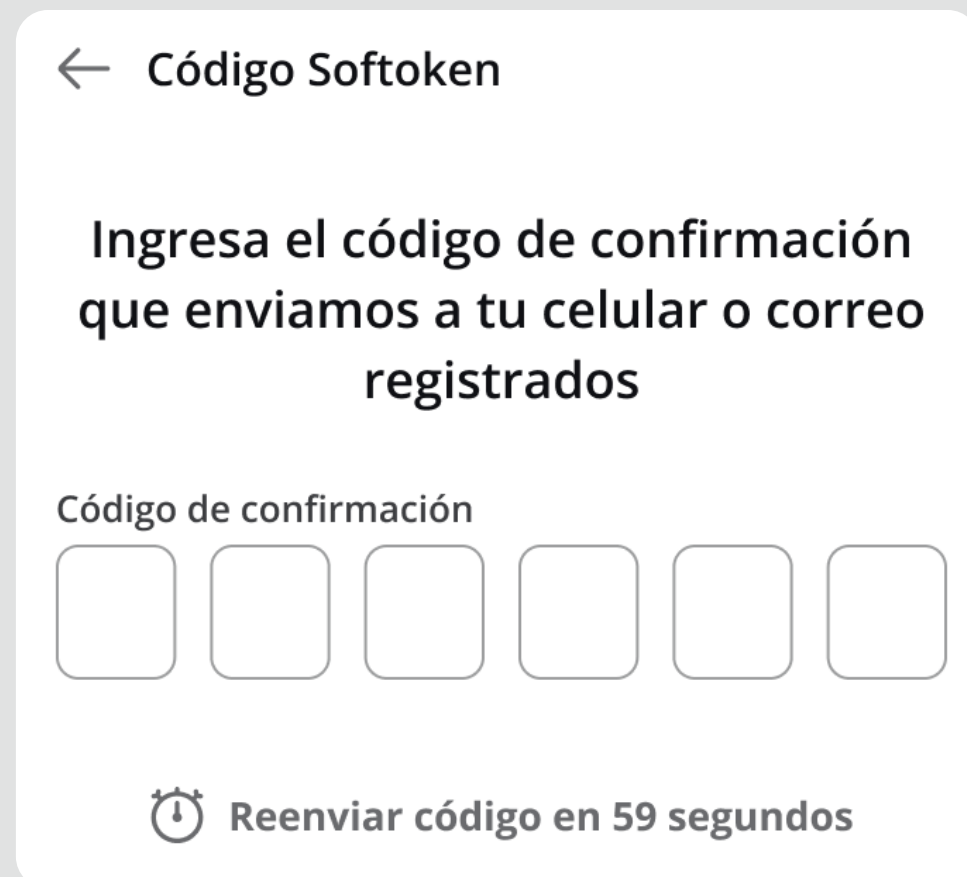 Código Softoken
Ingresa el código de confirmación
que enviamos a tu celular o correo
registrados
Código de confirmación
Reenviar código en 59 segundos